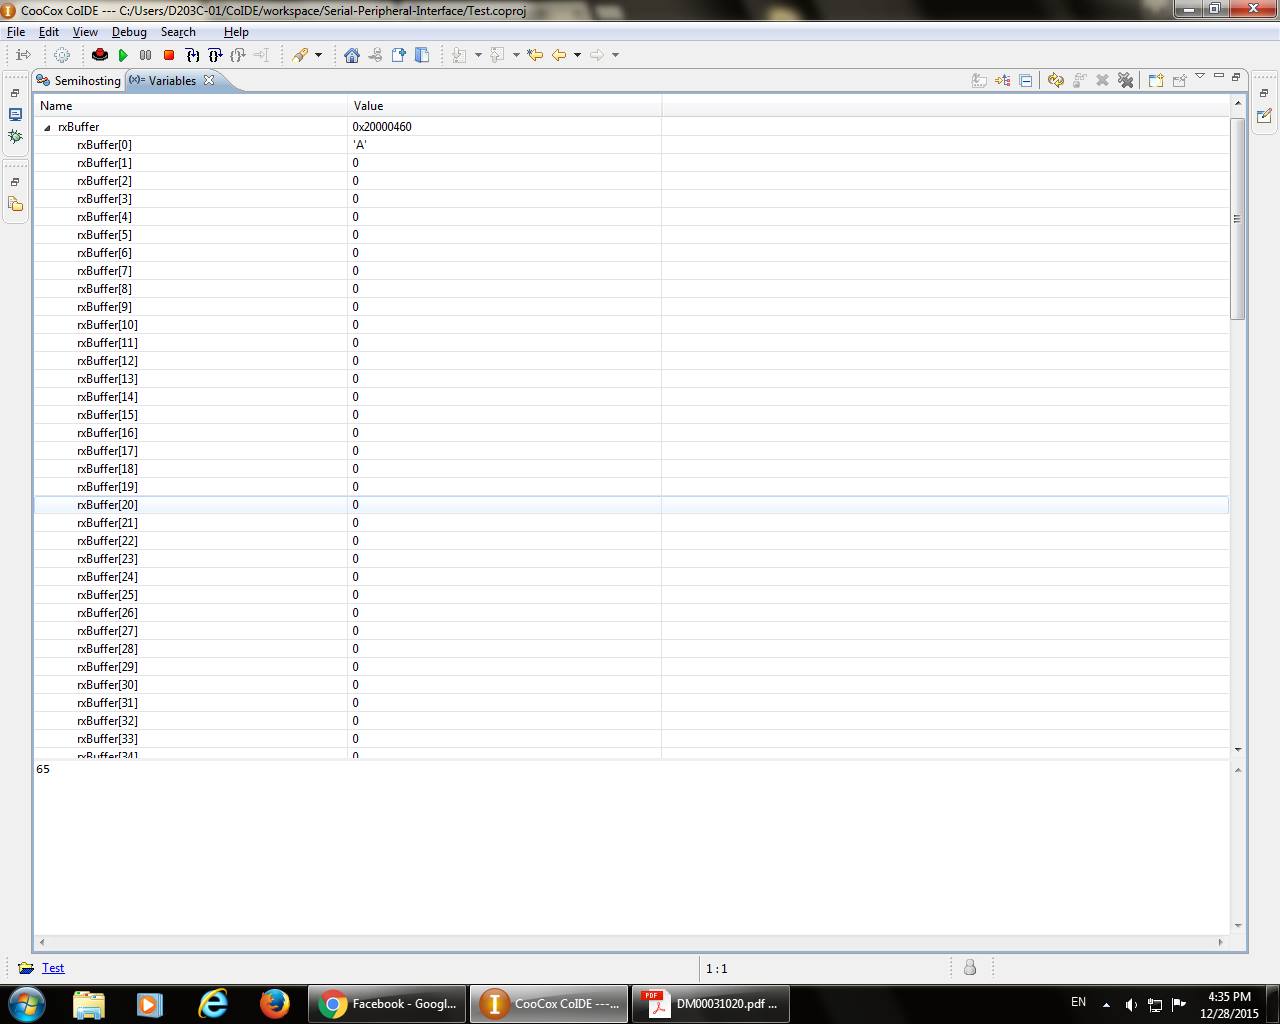 CooCox CoIDE --- C:/Users/D203C-01/CoIDE/workspace/Serial-Peripheral-Interface/Test.coproj
File Edit View Debug Search Help
Semihosting (x)= Variables
Name Value
rxBuffer 0x20000460
rxBuffer[0] 'A'
rxBuffer[1] 0
rxBuffer[2] 0
rxBuffer[3] 0
rxBuffer[4] 0
rxBuffer[5] 0
rxBuffer[6] 0
rxBuffer[7] 0
rxBuffer[8] 0
rxBuffer[9] 0
rxBuffer[10] 0
rxBuffer[11] 0
rxBuffer[12] 0
rxBuffer[13] 0
rxBuffer[14] 0
rxBuffer[15] 0
rxBuffer[16] 0
rxBuffer[17] 0
rxBuffer[18] 0
rxBuffer[19] 0
rxBuffer[20] 0
rxBuffer[21] 0
rxBuffer[22] 0
rxBuffer[23] 0
rxBuffer[24] 0
rxBuffer[25] 0
rxBuffer[26] 0
rxBuffer[27] 0
rxBuffer[28] 0
rxBuffer[29] 0
rxBuffer[30] 0
rxBuffer[31] 0
rxBuffer[32] 0
rxBuffer[33] 0
rxBuffer[34] 0
65
Test 1 : 1
Facebook - Googl... CooCox CoIDE ---... PDF DM00031020.pdf ... EN 4:35 PM
12/28/2015